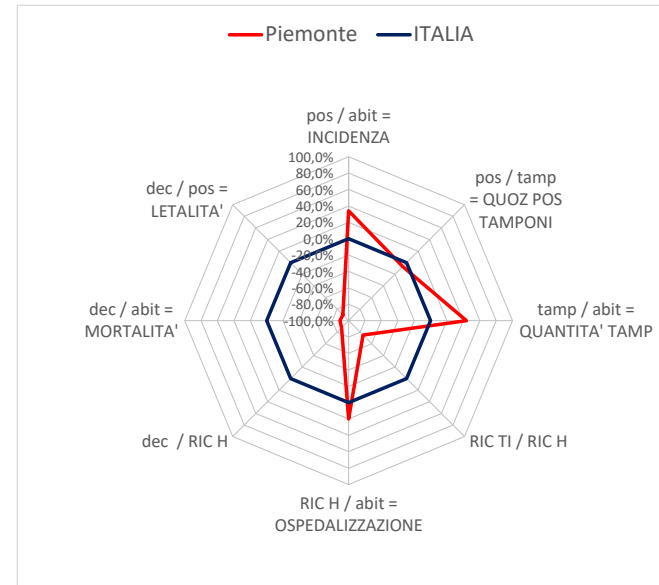 Piemonte ITALIA
pos / abit =
INCIDENZA
100,0%
80,0%
60,0%
40,0%
20,0%
0,0%
-20,0%
-40,0%
-60,0%
-80,0%
-100,0%
pos / tamp
= QUOZ POS
TAMPONI
tamp / abit =
QUANTITA' TAMP
RIC TI / RIC H
RIC H / abit =
OSPEDALIZZAZIONE
dec / RIC H
dec / abit =
MORTALITA'
dec / pos =
LETALITA'